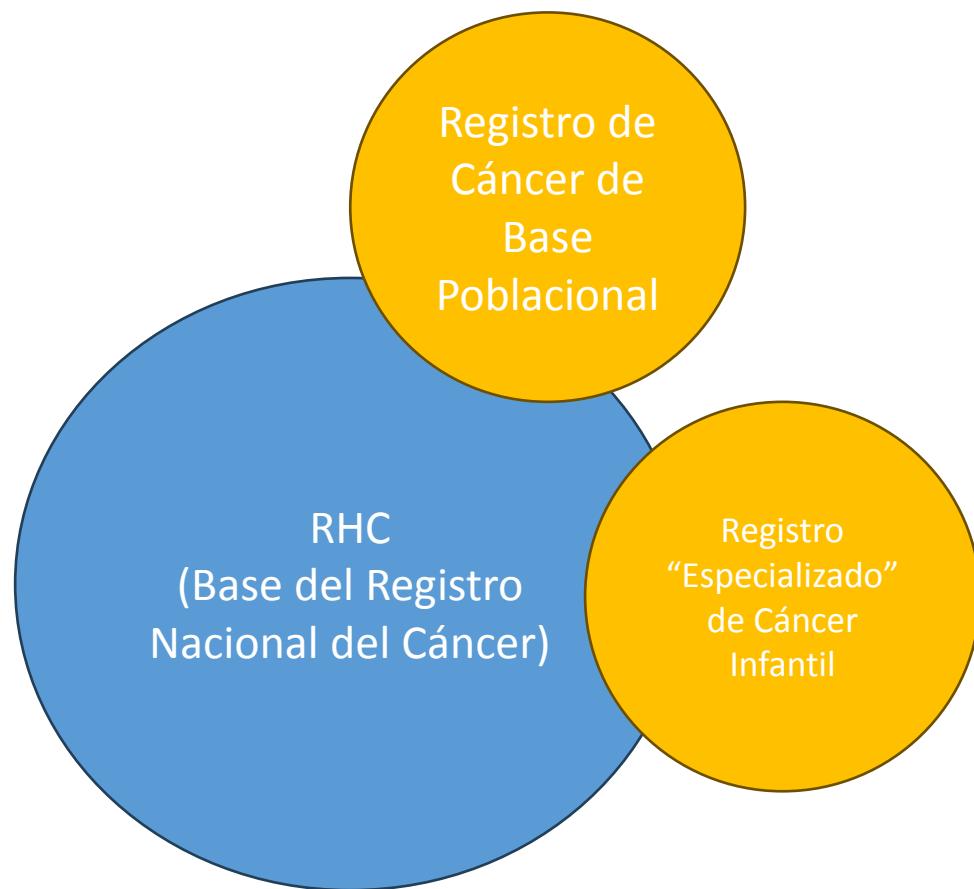 Registro de
Cáncer de
Base
Poblacional
RHC
(Base del Registro
Nacional del Cáncer)
Registro
“Especializado”
de Cáncer
Infantil